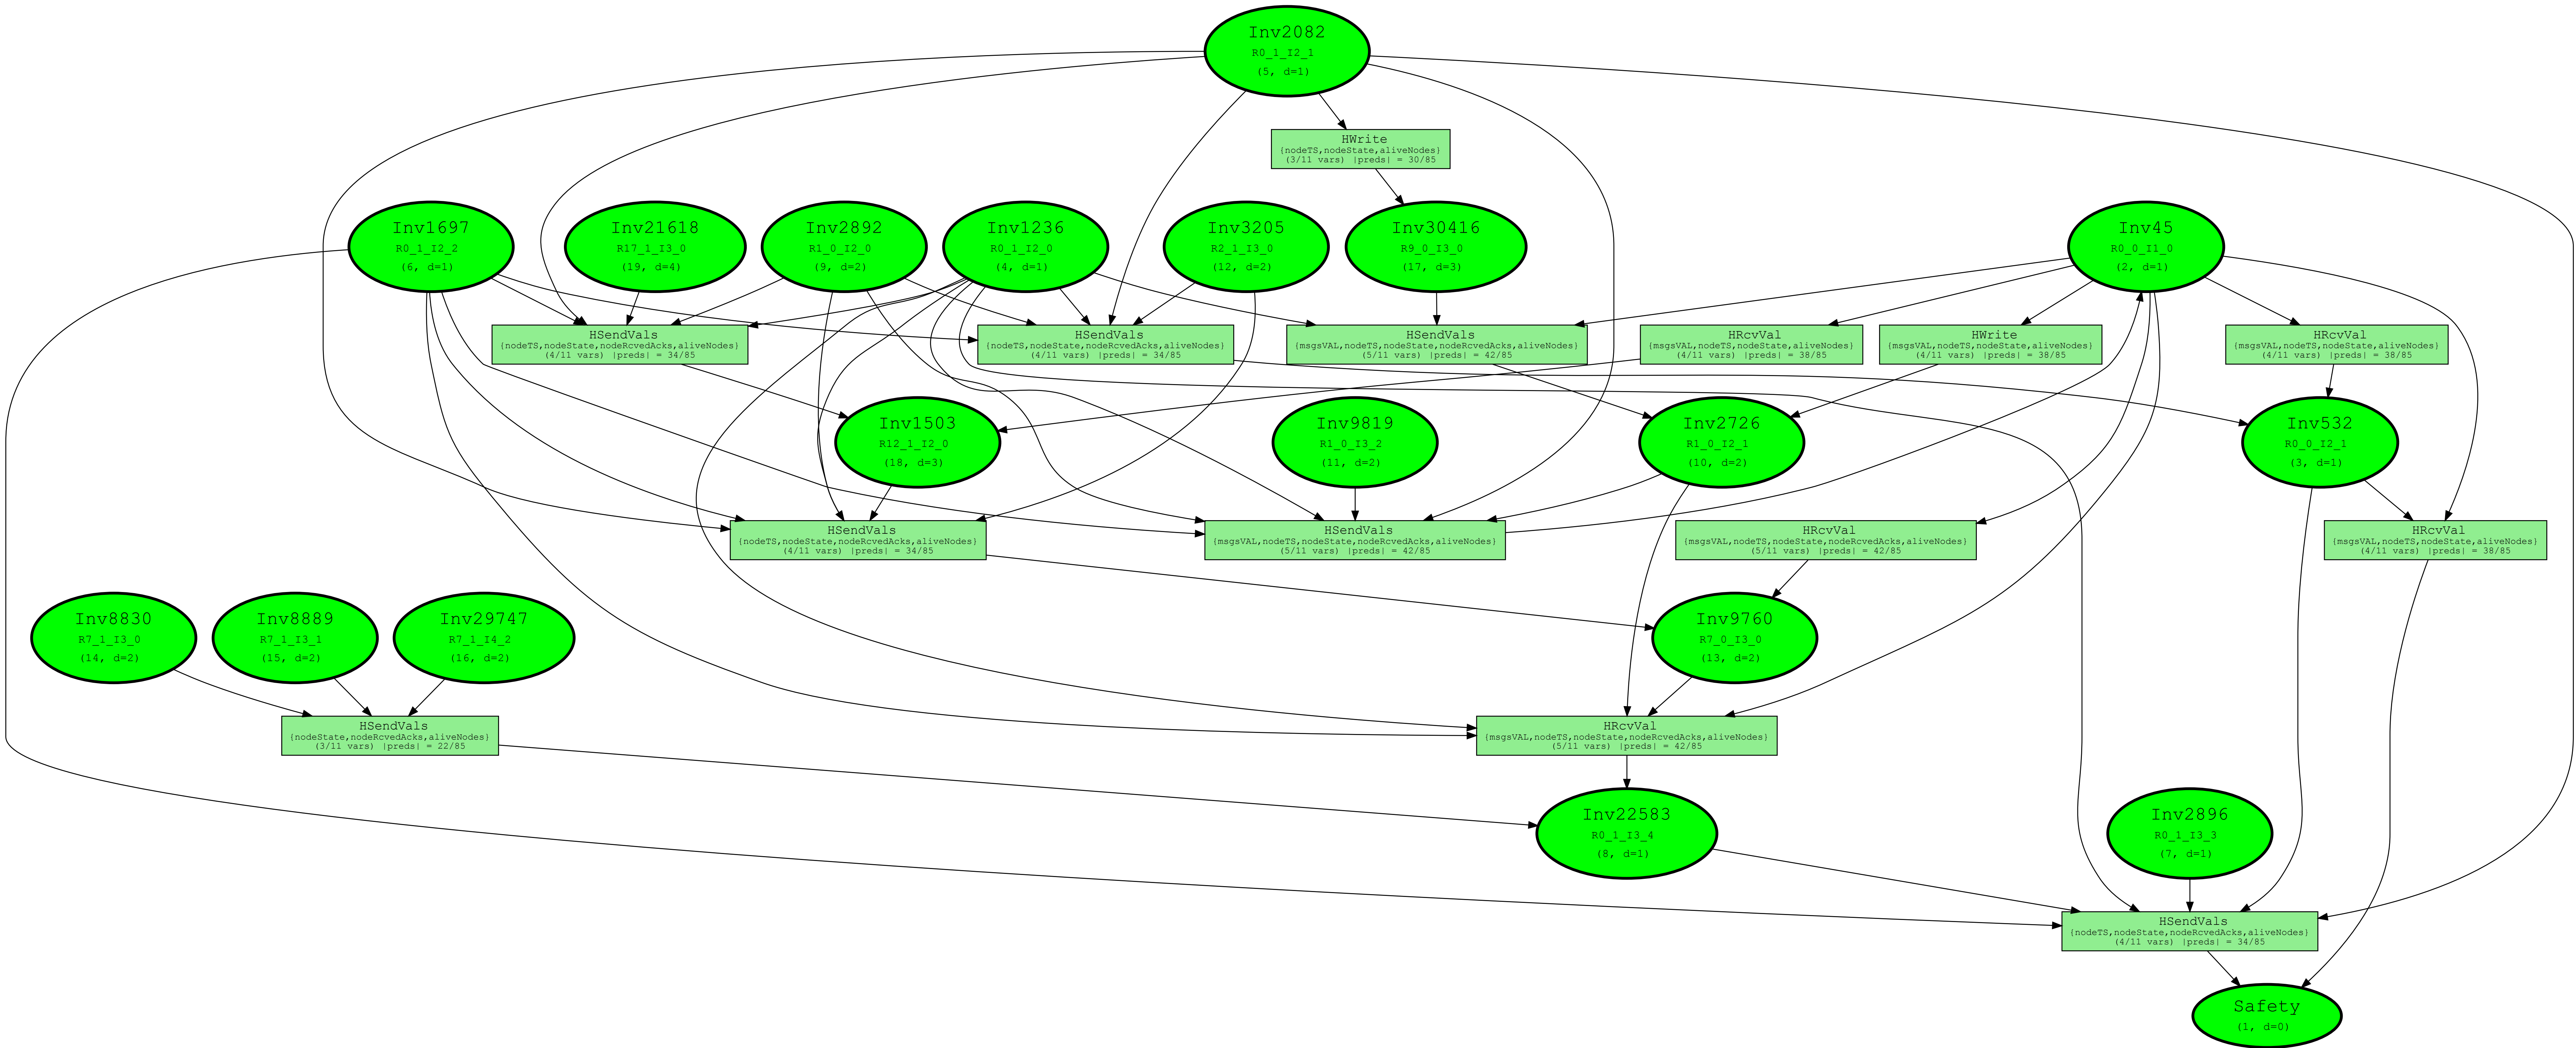 Inv2082
R0_1_I2_1
(5, d=1)
HWrite
{nodeTS,nodeState,aliveNodes}
(3/11 vars) |preds| = 30/85
Inv1697
R0_1_I2_2
(6, d=1)
Inv21618
R17_1_I3_0
(19, d=4)
Inv2892
R1_0_I2_0
(9, d=2)
Inv1236
R0_1_I2_0
(4, d=1)
Inv3205
R2_1_I3_0
(12, d=2)
Inv30416
R9_0_I3_0
(17, d=3)
Inv45
R0_0_I1_0
(2, d=1)
HSendVals
{nodeTS,nodeState,nodeRcvedAcks,aliveNodes}
(4/11 vars) |preds| = 34/85
HSendVals
{nodeTS,nodeState,nodeRcvedAcks,aliveNodes}
(4/11 vars) |preds| = 34/85
HSendVals
{msgsVAL,nodeTS,nodeState,nodeRcvedAcks,aliveNodes}
(5/11 vars) |preds| = 42/85
HRcvVal
{msgsVAL,nodeTS,nodeState,aliveNodes}
(4/11 vars) |preds| = 38/85
HWrite
{msgsVAL,nodeTS,nodeState,aliveNodes}
(4/11 vars) |preds| = 38/85
HRcvVal
{msgsVAL,nodeTS,nodeState,aliveNodes}
(4/11 vars) |preds| = 38/85
Inv1503
R12_1_I2_0
(18, d=3)
Inv9819
R1_0_I3_2
(11, d=2)
Inv2726
R1_0_I2_1
(10, d=2)
Inv532
R0_0_I2_1
(3, d=1)
HSendVals
{nodeTS,nodeState,nodeRcvedAcks,aliveNodes}
(4/11 vars) |preds| = 34/85
HSendVals
{msgsVAL,nodeTS,nodeState,nodeRcvedAcks,aliveNodes}
(5/11 vars) |preds| = 42/85
HRcvVal
{msgsVAL,nodeTS,nodeState,nodeRcvedAcks,aliveNodes}
(5/11 vars) |preds| = 42/85
HRcvVal
{msgsVAL,nodeTS,nodeState,aliveNodes}
(4/11 vars) |preds| = 38/85
Inv8830
R7_1_I3_0
(14, d=2)
Inv8889
R7_1_I3_1
(15, d=2)
Inv29747
R7_1_I4_2
(16, d=2)
Inv9760
R7_0_I3_0
(13, d=2)
HSendVals
{nodeState,nodeRcvedAcks,aliveNodes}
(3/11 vars) |preds| = 22/85
HRcvVal
{msgsVAL,nodeTS,nodeState,nodeRcvedAcks,aliveNodes}
(5/11 vars) |preds| = 42/85
Inv22583
R0_1_I3_4
(8, d=1)
Inv2896
R0_1_I3_3
(7, d=1)
HSendVals
{nodeTS,nodeState,nodeRcvedAcks,aliveNodes}
(4/11 vars) |preds| = 34/85
Safety
(1, d=0)